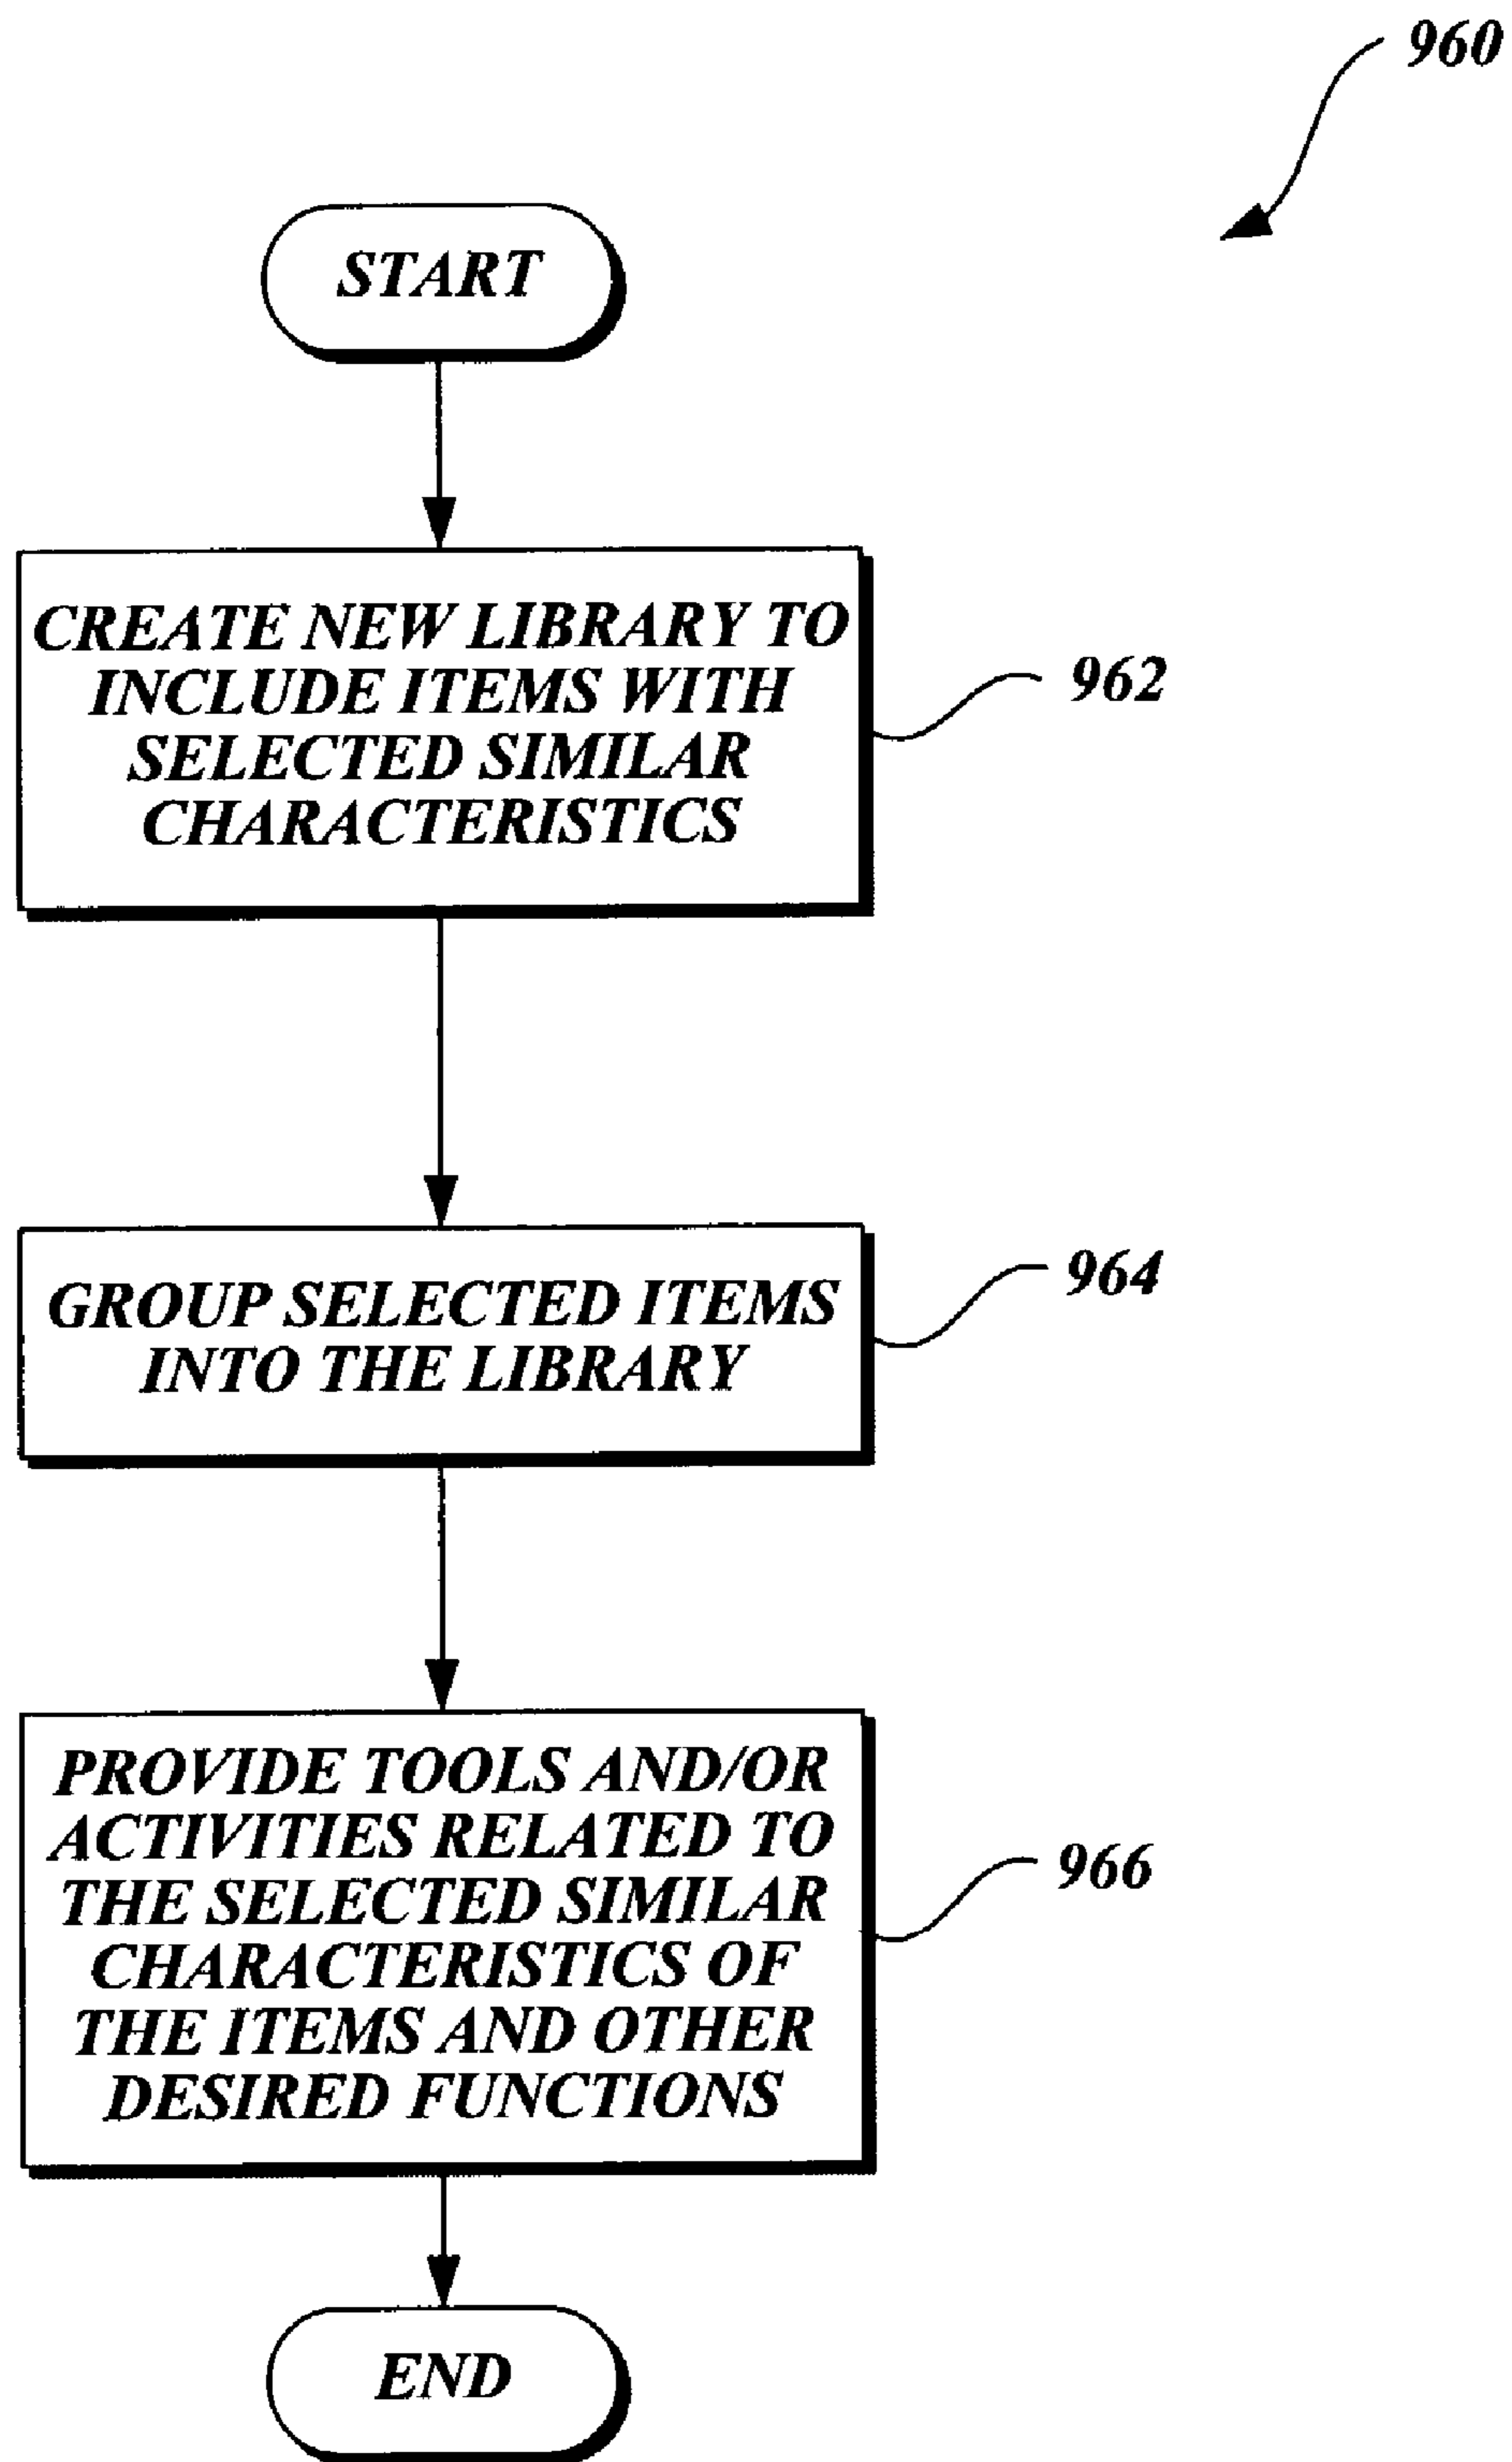 960
START
CREATE NEW LIBRARY TO
INCLUDE ITEMS WITH
SELECTED SIMILAR
CHARACTERISTICS
962
GROUP SELECTED ITEMS
INTO THE LIBRARY
964
PROVIDE TOOLS AND/OR
ACTIVITIES RELATED TO
THE SELECTED SIMILAR
CHARACTERISTICS OF
THE ITEMS AND OTHER
DESIRED FUNCTIONS
966
END